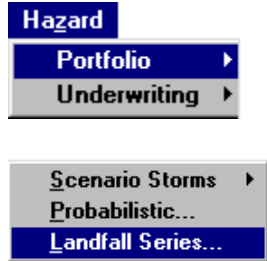 Hazard
Portfolio
Underwriting
Scenario Storms
Probabilistic...
Landfall Series...